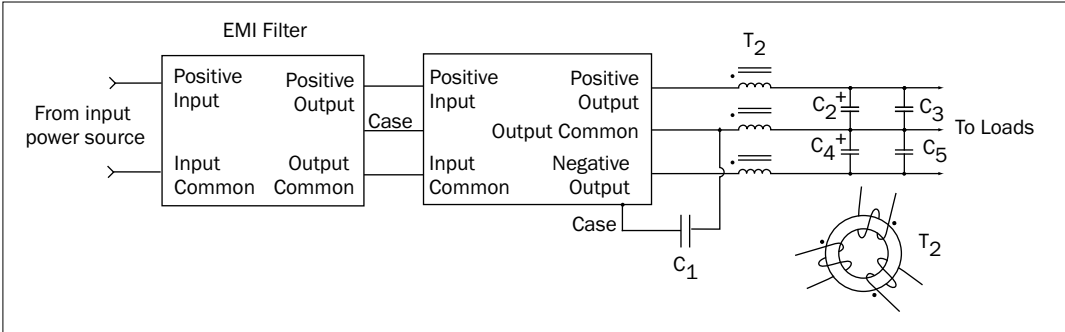 EMI Filter
Positive
Input
Positive
Output
Input
Common
Output
Common
From input
power source
Case
Positive
Input
Positive
Output
Output Common
Input
Common
Negative
Output
Case
C1
T2
C2
+
C3
C4
+
C5
To Loads
T2